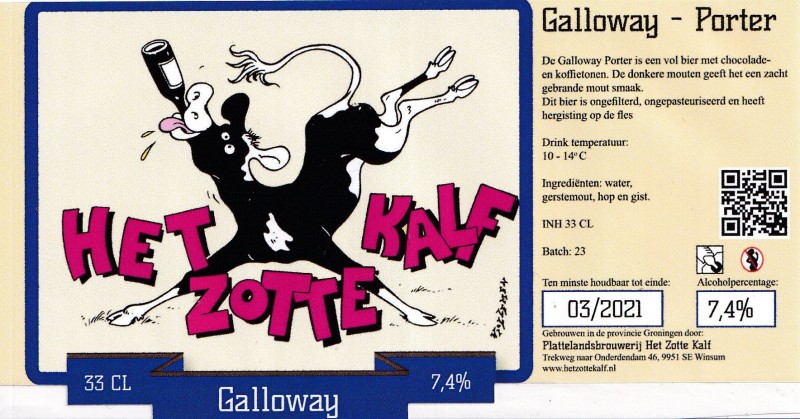 HET
ZOTTE
KALF
33 CL
Galloway
7,4%
Galloway - Porter
De Galloway Porter is een vol bier met chocolade-
en koffietonen. De donkere mouten geeft het een zacht
gebrande mout smaak.
Dit bier is ongefilterd, ongepasteuriseerd en heeft
hergisting op de fles
Drink temperatuur:
10 - 14° C
Ingrediënten: water,
gerstemout, hop en gist.
INH 33 CL
Batch: 23
Ten minste houdbaar tot einde:
03/2021
Alcoholpercentage:
7,4%
Gebrouwen in de provincie Groningen door:
Plattelandsbrouwerij Het Zotte Kalf
Trekweg naar Onderdendam 46, 9951 SE Winsum
www.hetzottekalf.nl